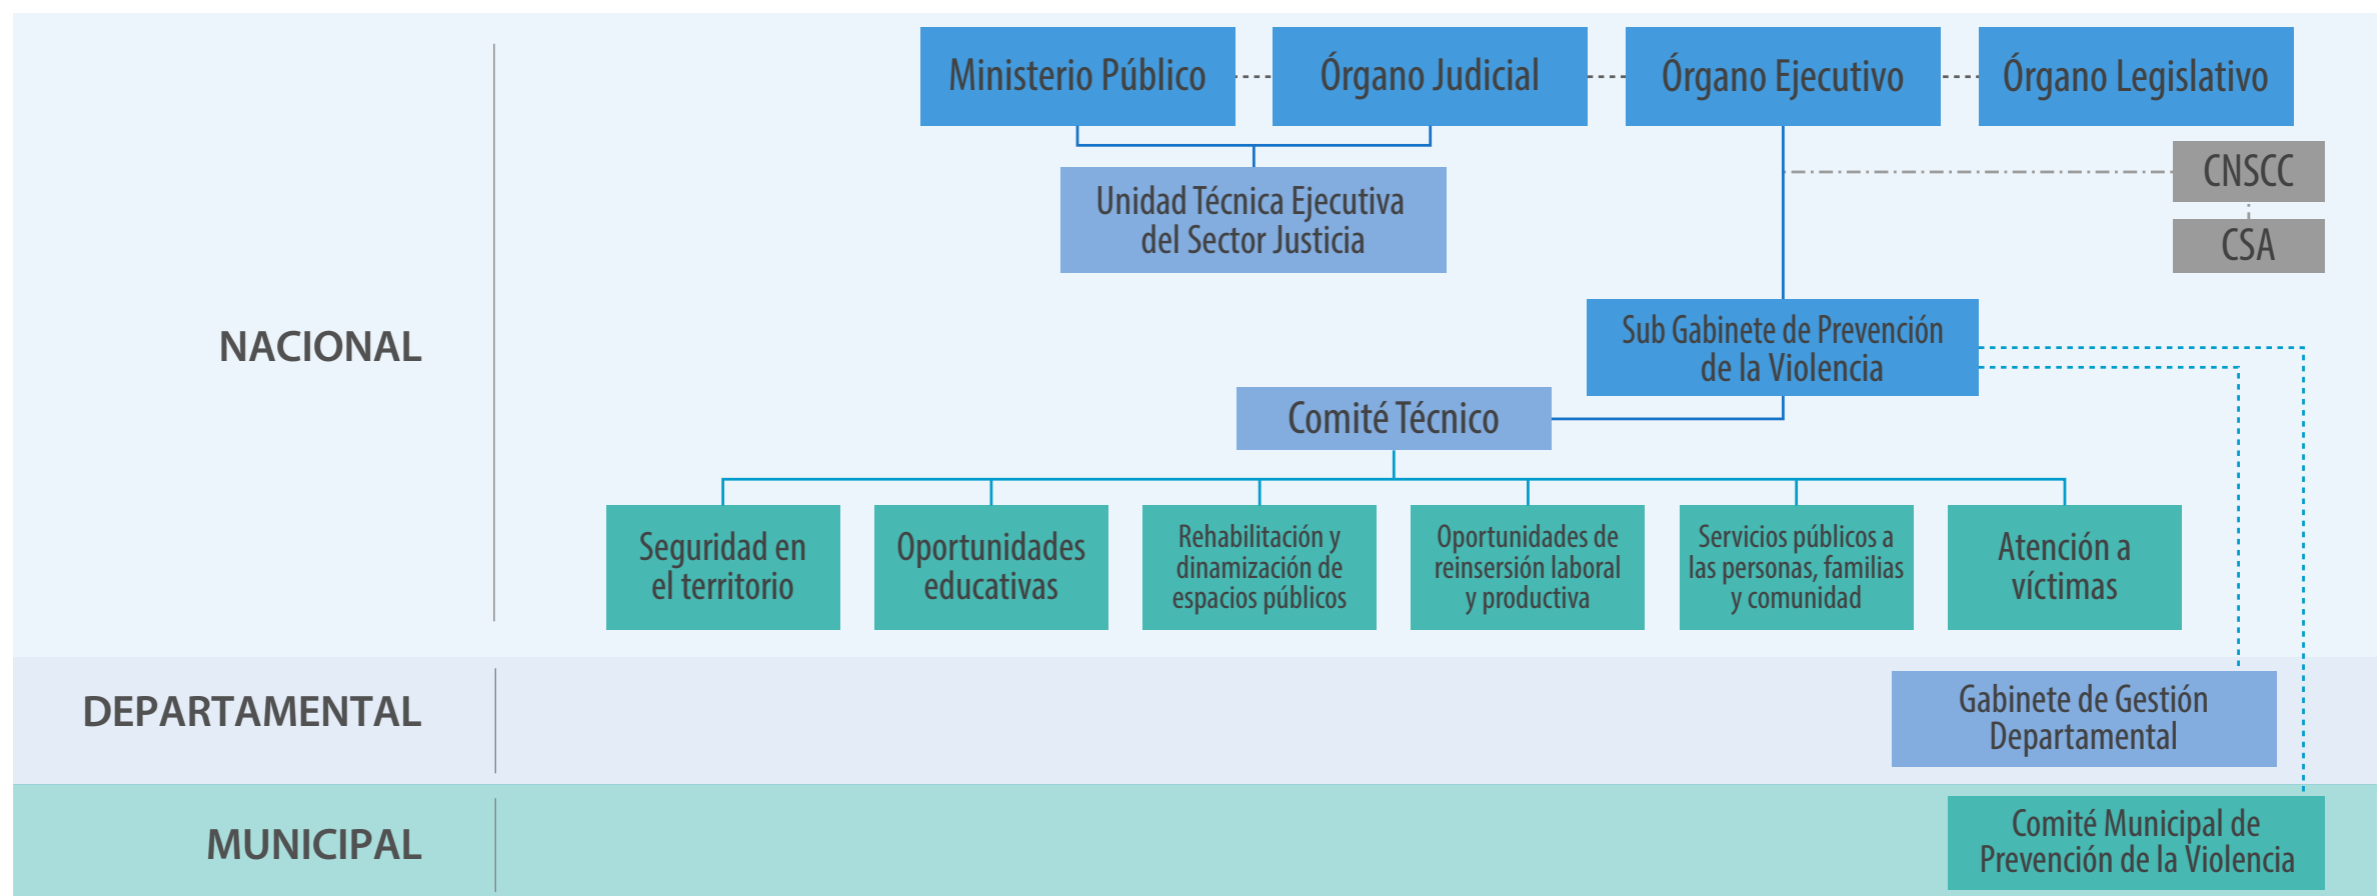 Ministerio Público
Órgano Judicial
Órgano Ejecutivo
Órgano Legislativo
CNSCC
Unidad Técnica Ejecutiva
del Sector Justicia
CSA
NACIONAL
Sub Gabinete de Prevención
de la Violencia
Comité Técnico
Seguridad en
el territorio
Oportunidades
educativas
Rehabilitación y
dinamización de
espacios públicos
Oportunidades de
reinsersión laboral
y productiva
Servicios públicos a
las personas, familias
y comunidad
Atención a
víctimas
DEPARTAMENTAL
Gabinete de Gestión
Departamental
MUNICIPAL
Comité Municipal de
Prevención de la Violencia